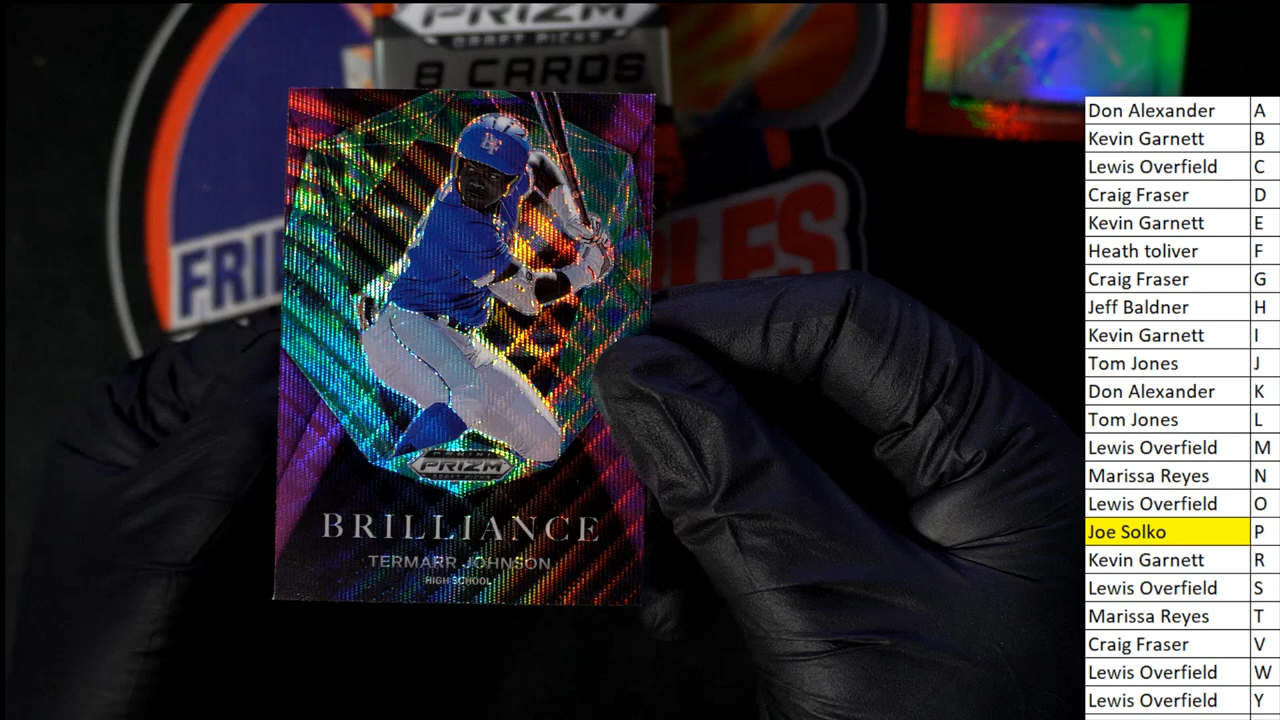 PRIZM
DRAFT PICKS
8 CARDS
FRI
LES
PANINI
PRIZM
DRAFT PICKS
BRILLIANCE
TERMARR JOHNSON
HIGH SCHOOL
Don Alexander A
Kevin Garnett B
Lewis Overfield C
Craig Fraser D
Kevin Garnett E
Heath toliver F
Craig Fraser G
Jeff Baldner H
Kevin Garnett I
Tom Jones J
Don Alexander K
Tom Jones L
Lewis Overfield M
Marissa Reyes N
Lewis Overfield O
Joe Solko P
Kevin Garnett R
Lewis Overfield S
Marissa Reyes T
Craig Fraser V
Lewis Overfield W
Lewis Overfield Y